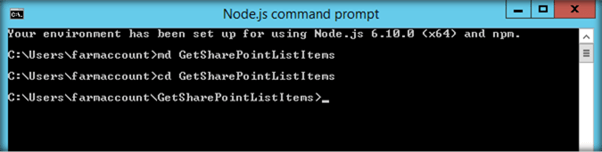 Node.js command prompt
Your environment has been set up for using Node.js 6.10.0 (x64) and npm.
C:\Users\farmaccount>md GetSharePointListItems
C:\Users\farmaccount>cd GetSharePointListItems
C:\Users\farmaccount\GetSharePointListItems>_